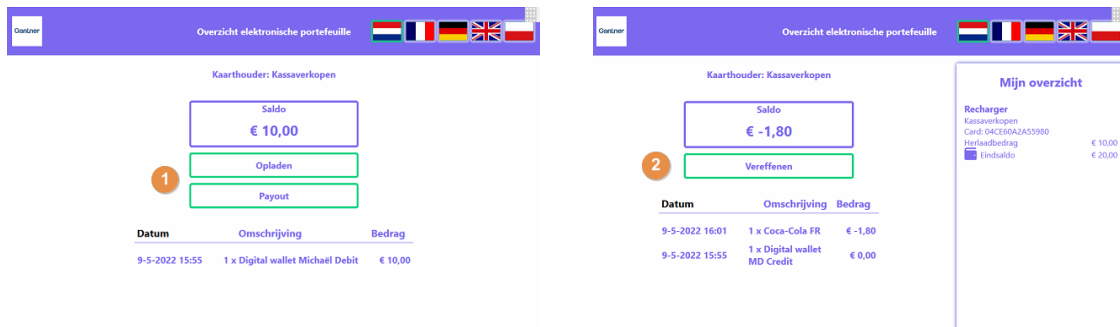 Gantner
Overzicht elektronische portefeuille
Kaarthouder: Kassaverkopen
Saldo
€ 10,00
1
Opladen
Payout
Datum Omschrijving Bedrag
9-5-2022 15:55 1 x Digital wallet Michaël Debit € 10,00
Gantner
Overzicht elektronische portefeuille
Kaarthouder: Kassaverkopen
Saldo
€ -1,80
2
Vereffenen
Datum Omschrijving Bedrag
9-5-2022 16:01 1 x Coca-Cola FR € -1,80
9-5-2022 15:55 1 x Digital wallet MD Credit € 0,00
Mijn overzicht
Recharger
Kassaverkopen
Card: 04CE60A2A55980
Herlaadbedrag € 10,00
Eindsaldo € 20,00